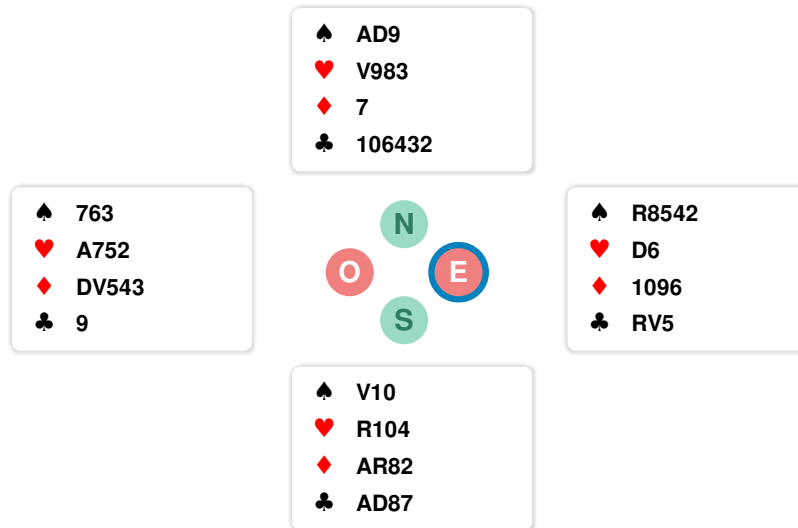 ♠ AD9
♥ V983
♦ 7
♣ 106432
♠ 763
♥ A752
♦ DV543
♣ 9
N
O E
S
♠ R8542
♥ D6
♦ 1096
♣ RV5
♠ V10
♥ R104
♦ AR82
♣ AD87